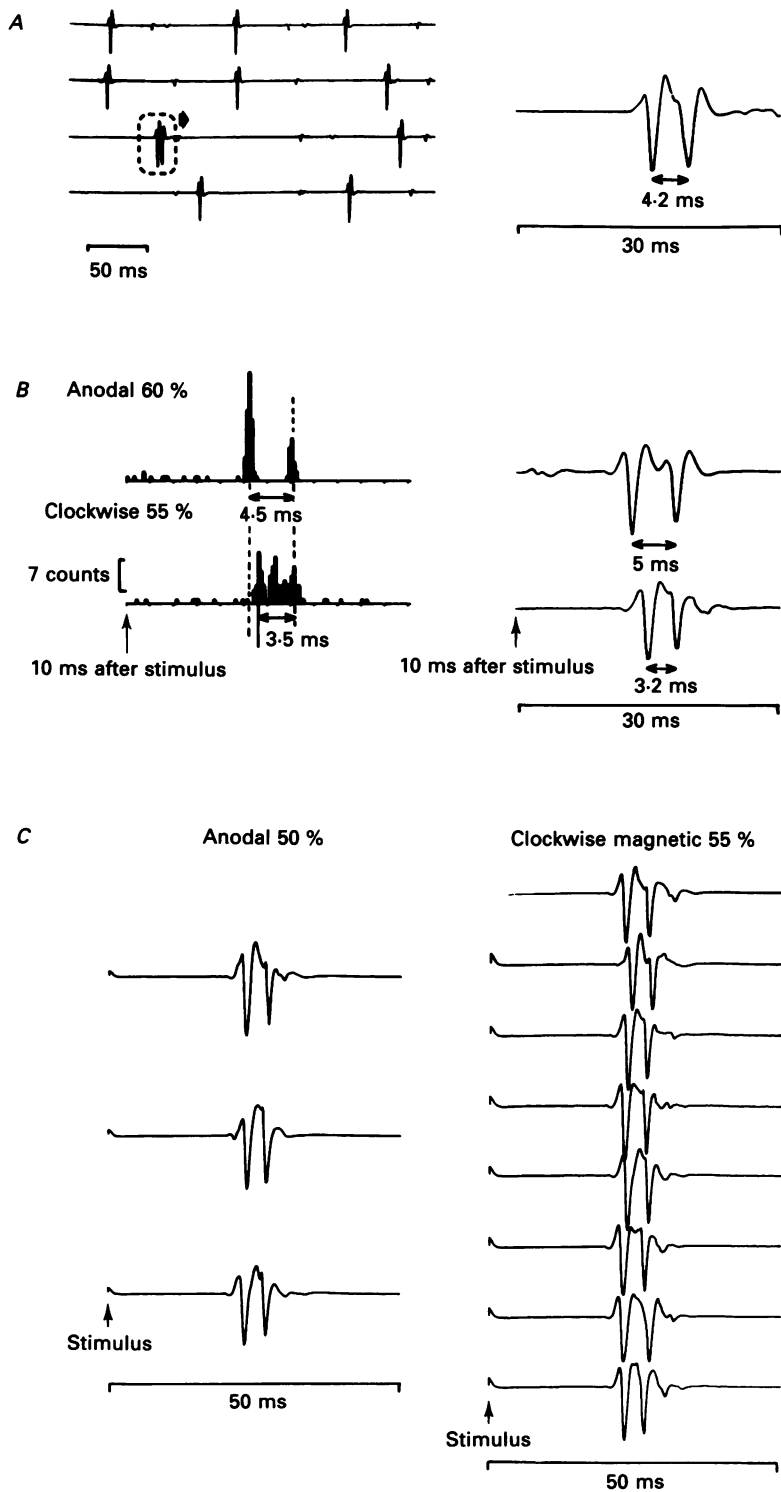 A
50 ms
4·2 ms
30 ms
B Anodal 60 %
4·5 ms
Clockwise 55 %
7 counts
3·5 ms
10 ms after stimulus
5 ms
10 ms after stimulus
3·2 ms
30 ms
C Anodal 50 % Clockwise magnetic 55 %
Stimulus
50 ms
Stimulus
50 ms